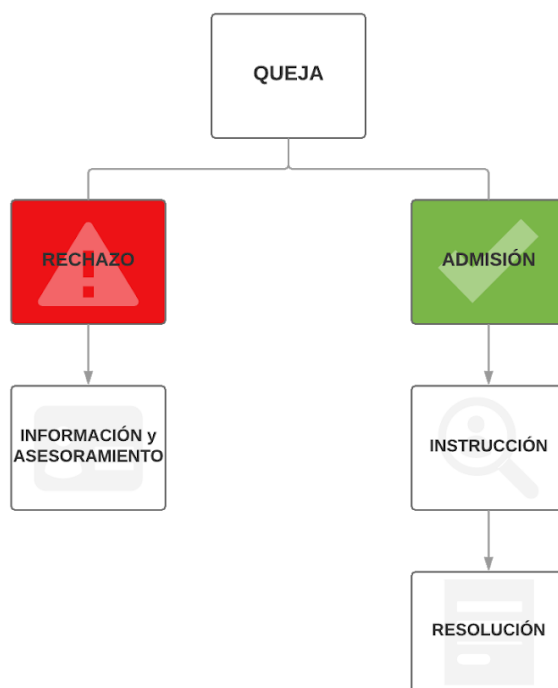 QUEJA
RECHAZO
ADMISIÓN
INFORMACIÓN y
ASESORAMIENTO
INSTRUCCIÓN
RESOLUCIÓN